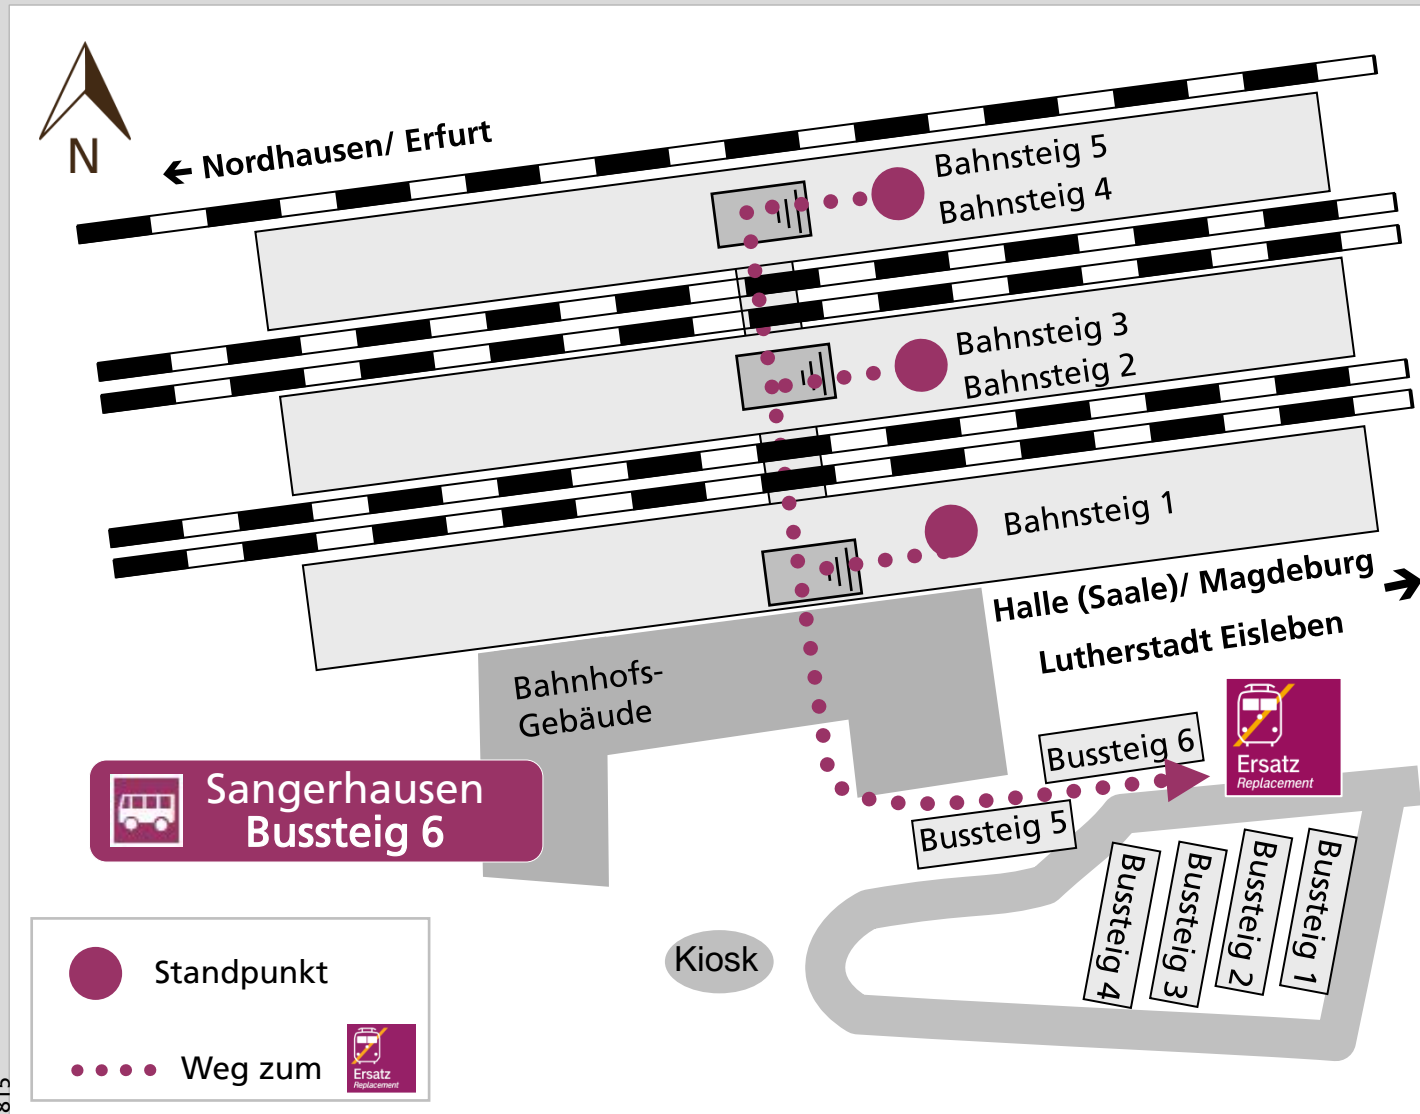 N
← Nordhausen/ Erfurt
Bahnsteig 5
Bahnsteig 4
Bahnsteig 3
Bahnsteig 2
Bahnsteig 1
Halle (Saale)/ Magdeburg →
Lutherstadt Eisleben
Bahnhofs-
Gebäude
Bussteig 6
Ersatz
Replacement
Bussteig 5
Sangerhausen
Bussteig 6
Bussteig 4
Bussteig 3
Bussteig 2
Bussteig 1
Kiosk
Standpunkt
Weg zum
Ersatz
Replacement
815